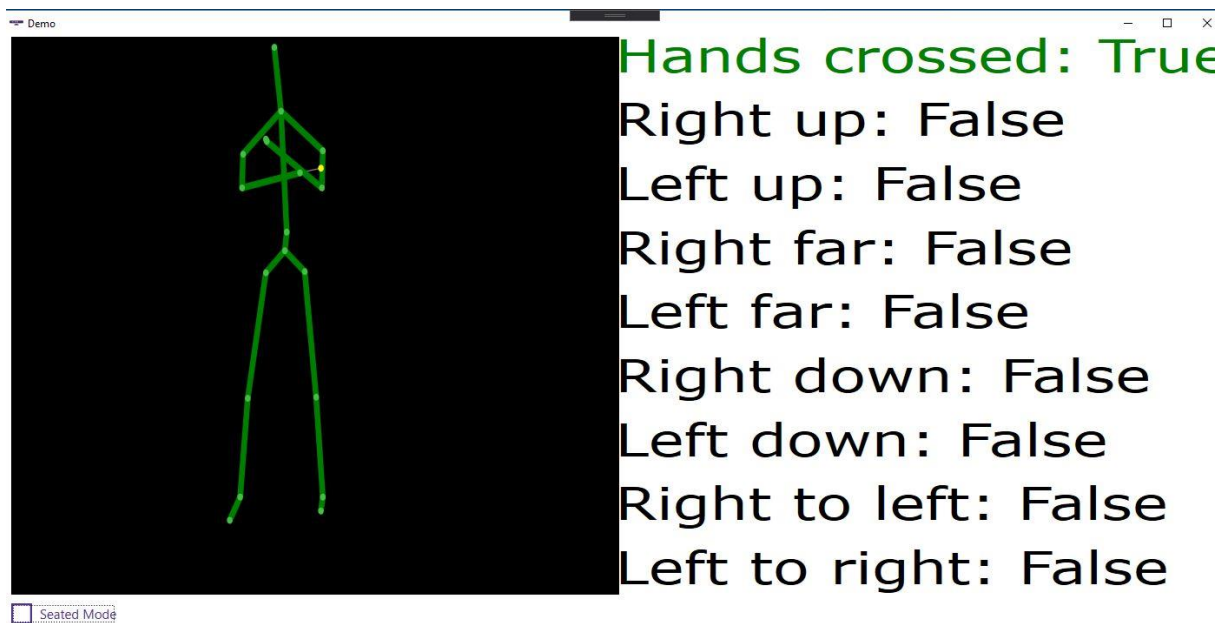 Demo
Hands crossed: True
Right up: False
Left up: False
Right far: False
Left far: False
Right down: False
Left down: False
Right to left: False
Left to right: False
Seated Mode